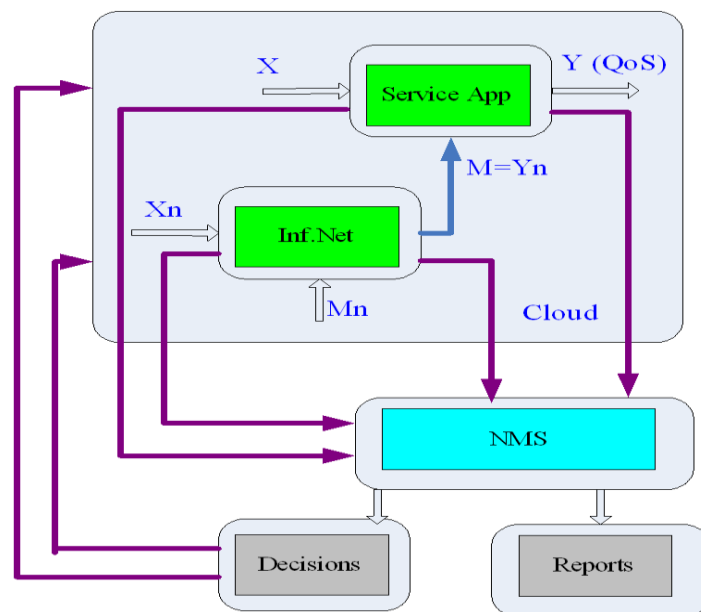 X
Y (QoS)
Service App
M=Yn
Xn
Inf.Net
Mn
Cloud
NMS
Decisions
Reports